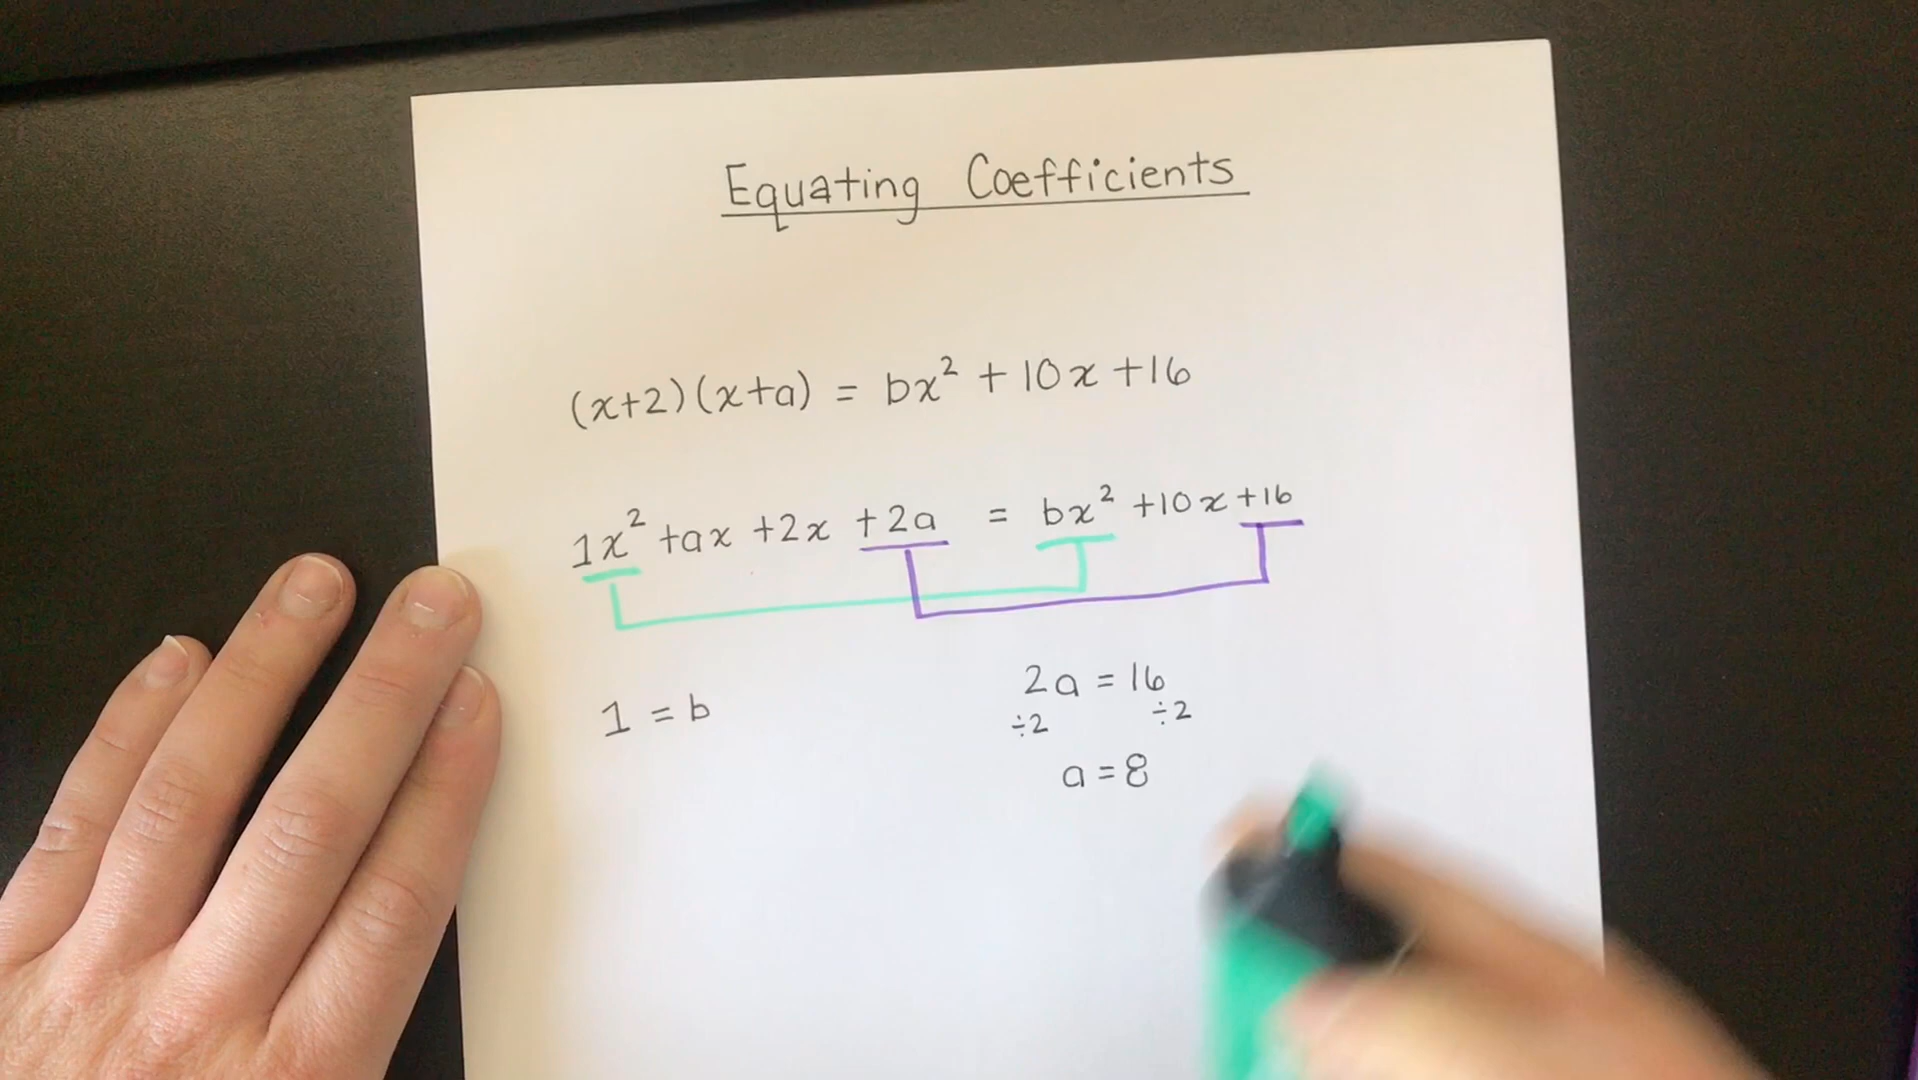 Equating Coefficients
(x+2)(x+a) = bx² + 10x + 16
1x² + ax + 2x + 2a = bx² + 10x + 16
1 = b
2a = 16
÷2 ÷2
a = 8